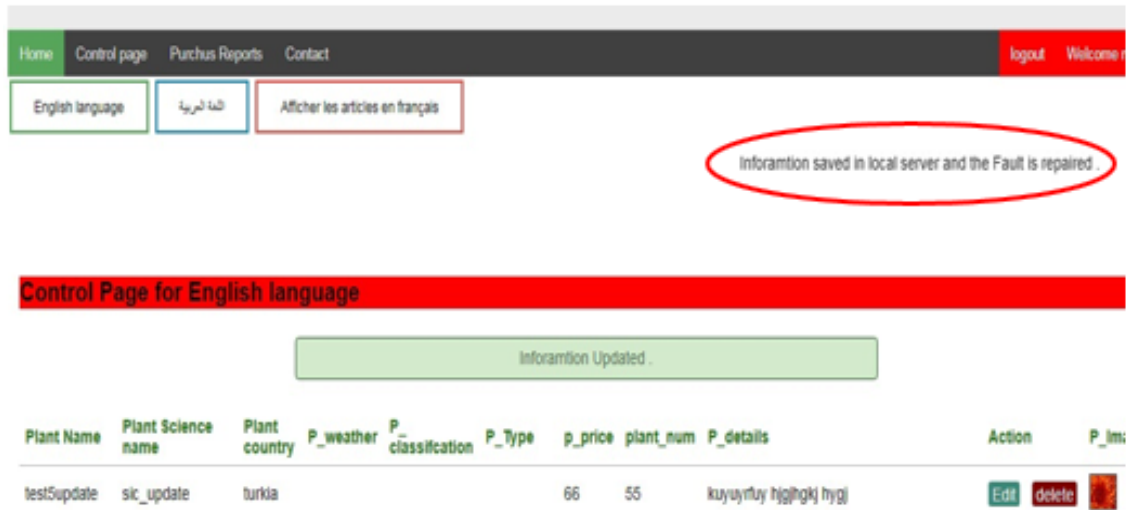 Home Control page Purchus Reports Contact logout Welcome
English language اللغة العربية Afficher les articles en français
Inforamtion saved in local server and the Fault is repaired .
Control Page for English language
Inforamtion Updated .
Plant Name Plant Science name Plant country P_weather P_classifcation P_Type p_price plant_num P_details Action P_Im
test5update sic_update turkia 66 55 kuyuyrfuy hjgjhgkj hygj Edit delete